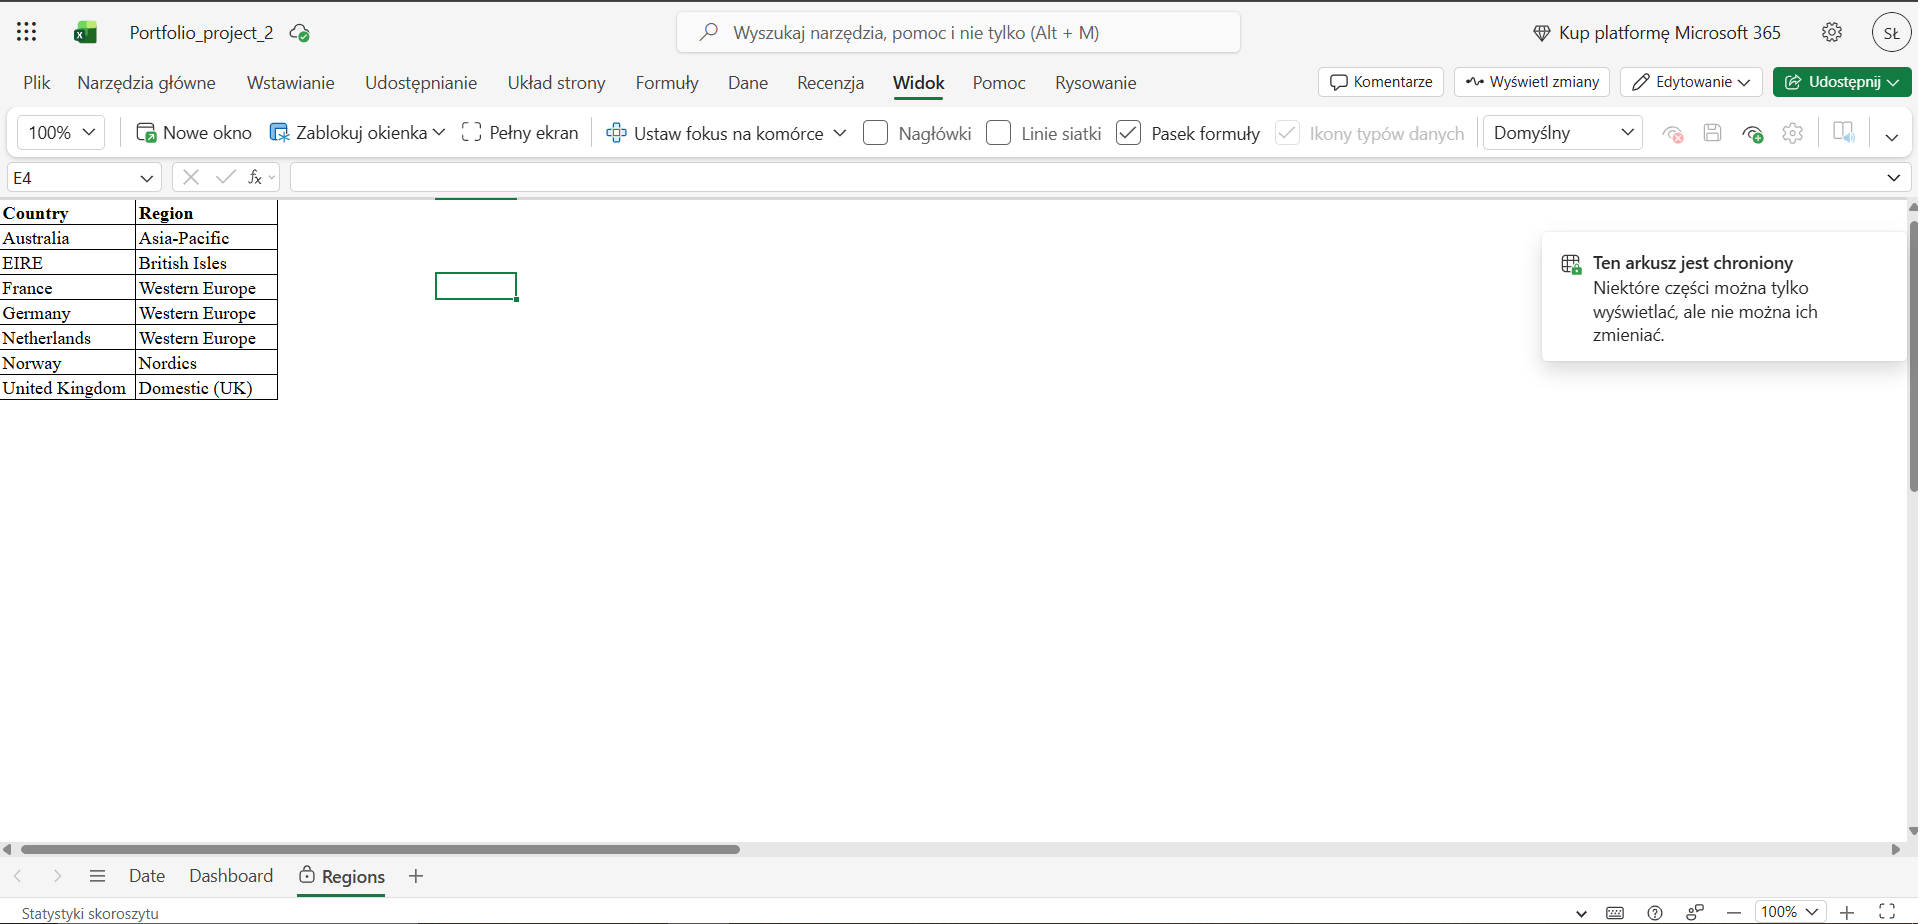 Portfolio_project_2
Wyszukaj narzędzia, pomoc i nie tylko (Alt + M)
Kup platformę Microsoft 365
SŁ
Plik Narzędzia główne Wstawianie Udostępnianie Układ strony Formuły Dane Recenzja Widok Pomoc Rysowanie
Komentarze Wyświetl zmiany Edytowanie Udostępnij
100% Nowe okno Zablokuj okienka Pełny ekran Ustaw fokus na komórce Nagłówki Linie siatki Pasek formuły Ikony typów danych Domyślny
E4 fx
Country Region
Australia Asia-Pacific
EIRE British Isles
France Western Europe
Germany Western Europe
Netherlands Western Europe
Norway Nordics
United Kingdom Domestic (UK)
Ten arkusz jest chroniony
Niektóre części można tylko
wyświetlać, ale nie można ich
zmieniać.
Date Dashboard Regions
Statystyki skoroszytu
100%